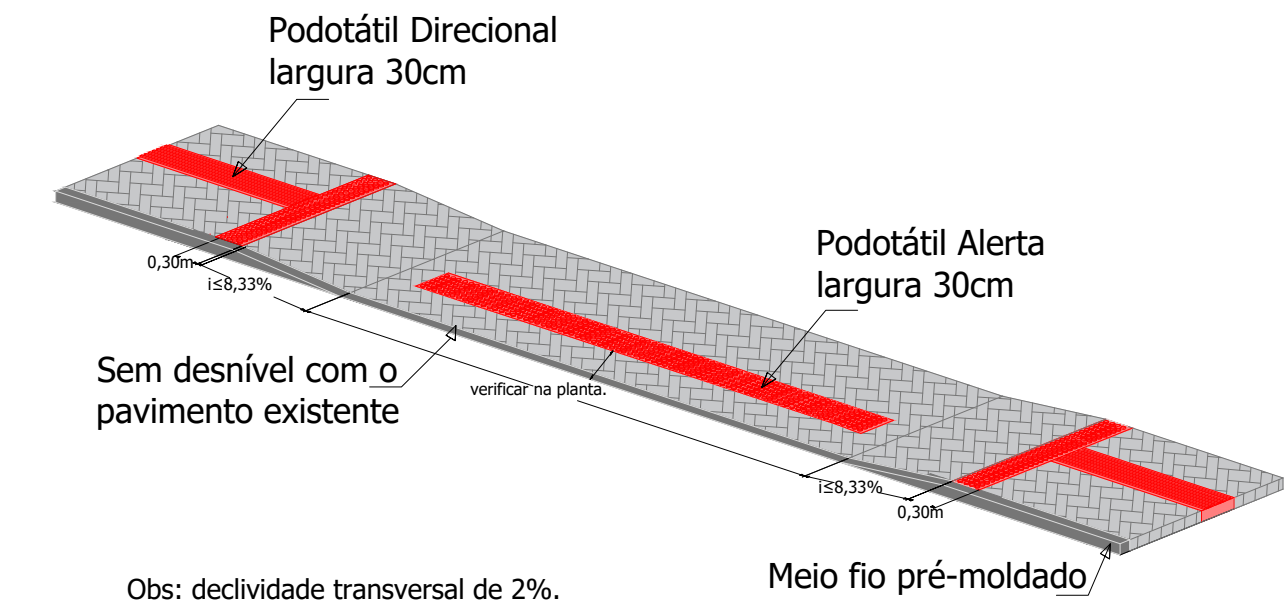 Podotátil Direcional
largura 30cm
0,30m
i≤8,33%
Podotátil Alerta
largura 30cm
Sem desnível com o
pavimento existente
verificar na planta.
i≤8,33%
0,30m
Meio fio pré-moldado
Obs: declividade transversal de 2%.